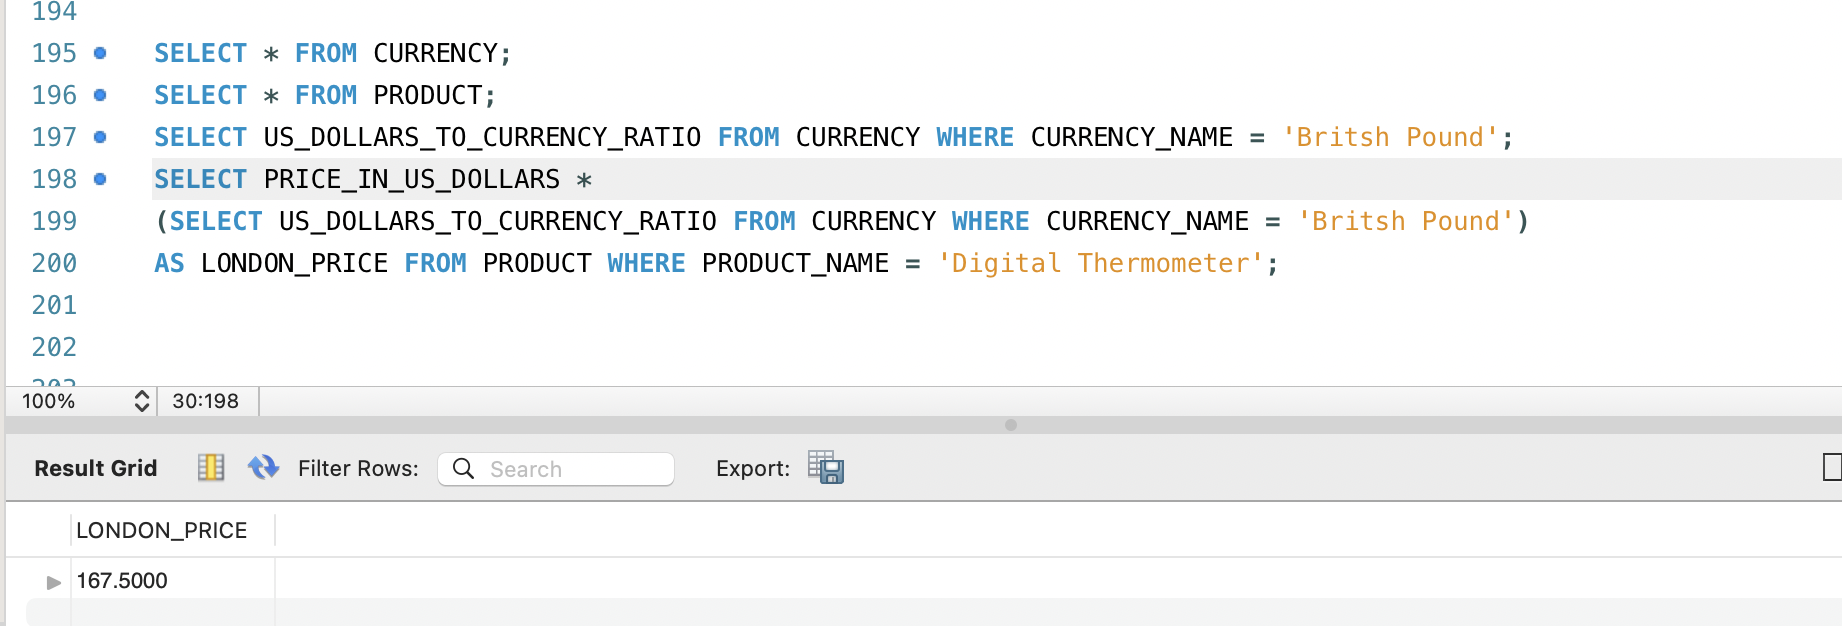 194
195 SELECT * FROM CURRENCY;
196 SELECT * FROM PRODUCT;
197 SELECT US_DOLLARS_TO_CURRENCY_RATIO FROM CURRENCY WHERE CURRENCY_NAME = 'Britsh Pound';
198 SELECT PRICE_IN_US_DOLLARS *
199 (SELECT US_DOLLARS_TO_CURRENCY_RATIO FROM CURRENCY WHERE CURRENCY_NAME = 'Britsh Pound')
200 AS LONDON_PRICE FROM PRODUCT WHERE PRODUCT_NAME = 'Digital Thermometer';
201
202
203
100% 30:198
Result Grid Filter Rows: Search Export:
LONDON_PRICE
167.5000